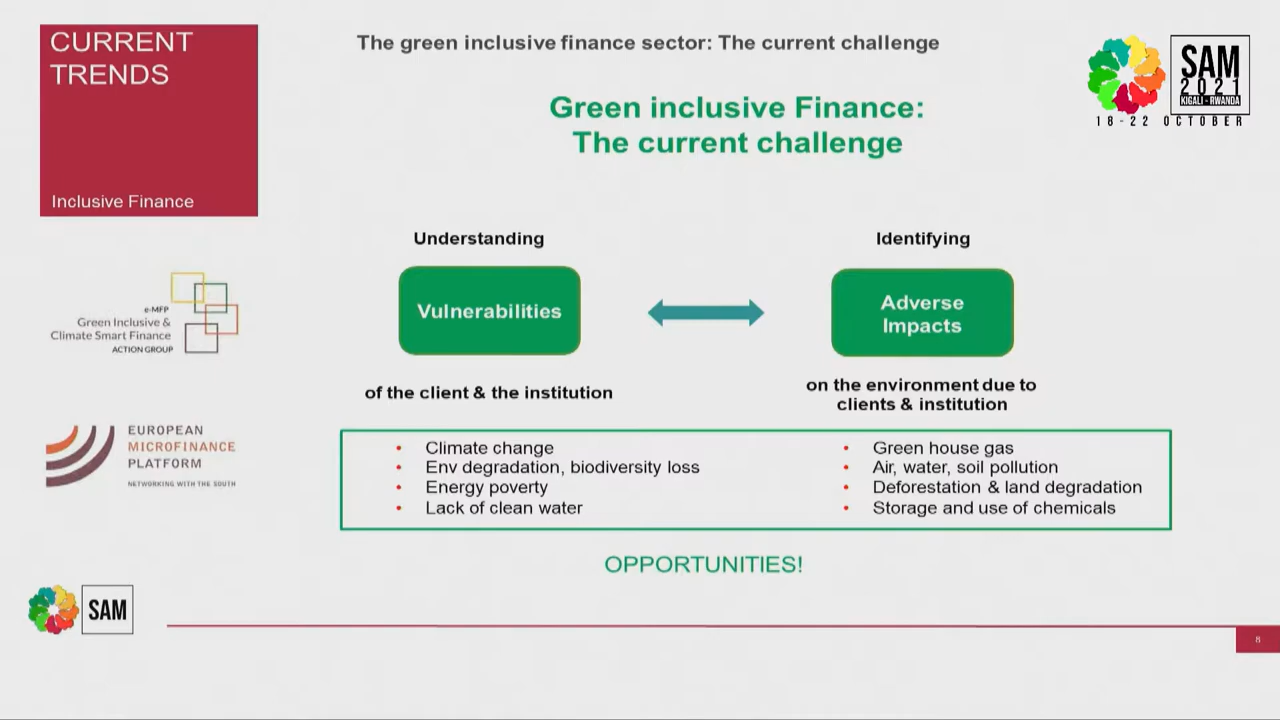 CURRENT
TRENDS
Inclusive Finance
The green inclusive finance sector: The current challenge
SAM
2021
KIGALI - RWANDA
18-22 OCTOBER
Green inclusive Finance:
The current challenge
Understanding
Identifying
Vulnerabilities
Adverse
Impacts
of the client & the institution
on the environment due to
clients & institution
e-MFP
Green Inclusive &
Climate Smart Finance
ACTION GROUP
EUROPEAN
MICROFINANCE
PLATFORM
NETWORKING WITH THE SOUTH
• Climate change
• Env degradation, biodiversity loss
• Energy poverty
• Lack of clean water
• Green house gas
• Air, water, soil pollution
• Deforestation & land degradation
• Storage and use of chemicals
OPPORTUNITIES!
SAM
8